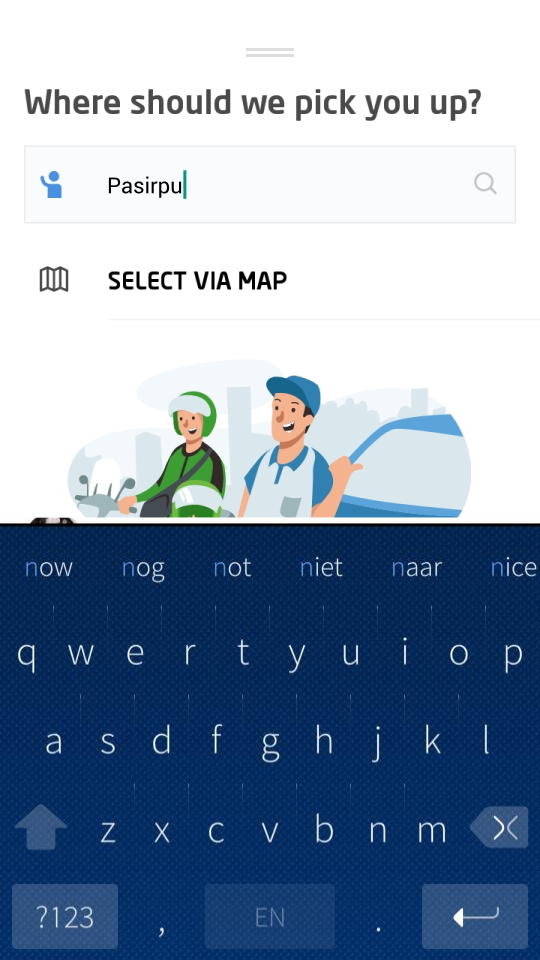 Where should we pick you up?
Pasirpu
SELECT VIA MAP
now nog not niet naar nice
q w e r t y u i o p
a s d f g h j k l
z x c v b n m
?123 , EN .